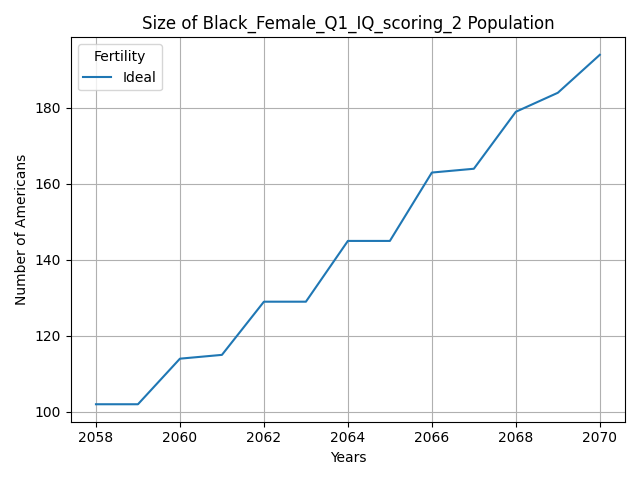 Size of Black_Female_Q1_IQ_scoring_2 Population
Fertility
Ideal
Number of Americans
180
160
140
120
100
2058 2060 2062 2064 2066 2068 2070
Years